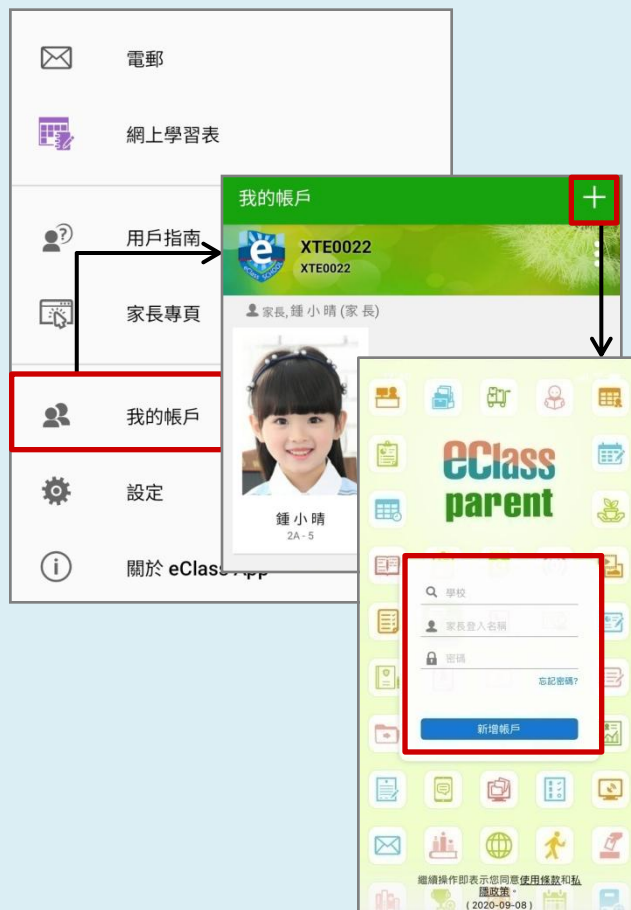 電郵
網上學習表
用戶指南
家長專頁
我的帳戶
設定
關於 eClass App
我的帳戶
e
eClass SCHOOL
XTE0022
XTE0022
家長, 鍾小晴 (家長)
鍾小晴
2A - 5
eClass
parent
學校
家長登入名稱
密碼
忘記密碼?
新增帳戶
繼續操作即表示您同意使用條款和私
隱政策。
( 2020-09-08 )